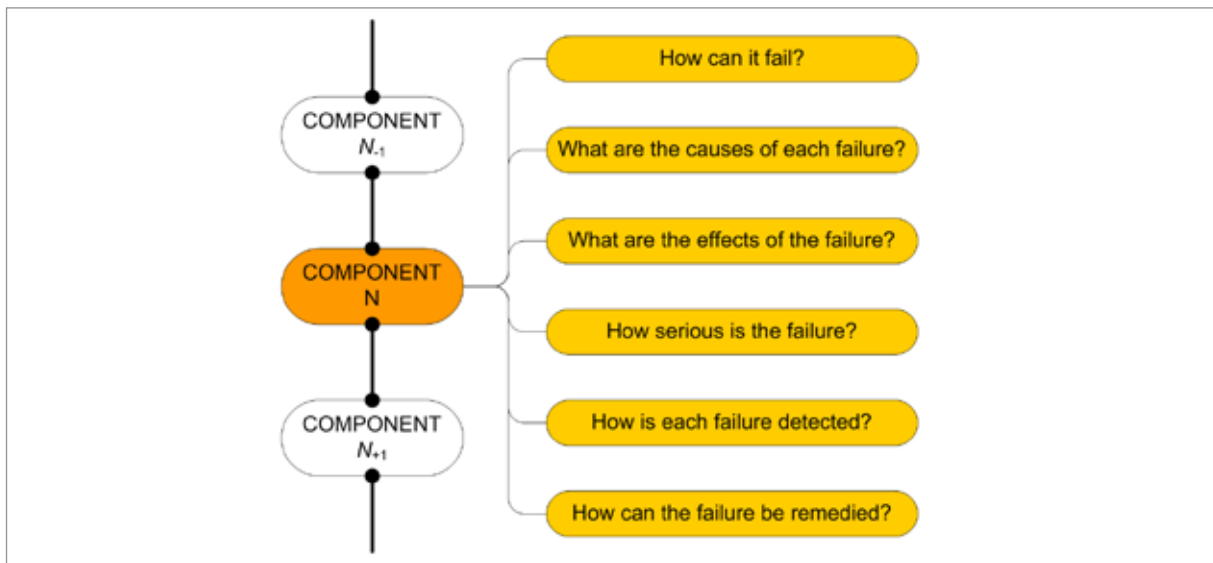 COMPONENT
N-1
COMPONENT
N
COMPONENT
N+1
How can it fail?
What are the causes of each failure?
What are the effects of the failure?
How serious is the failure?
How is each failure detected?
How can the failure be remedied?